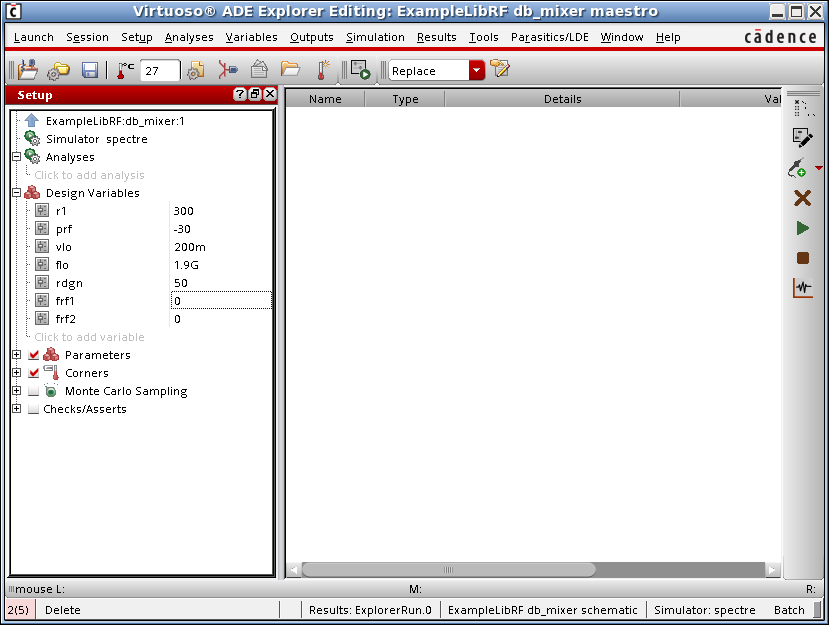 Virtuoso® ADE Explorer Editing: ExampleLibRF db_mixer maestro
Launch Session Setup Analyses Variables Outputs Simulation Results Tools Parasitics/LDE Window Help cādence
°C 27 Replace
Setup
Name Type Details Val
ExampleLibRF:db_mixer:1
Simulator spectre
Analyses
Click to add analysis
Design Variables
r1 300
prf -30
vlo 200m
flo 1.9G
rdgn 50
frf1 0
frf2 0
Click to add variable
Parameters
Corners
Monte Carlo Sampling
Checks/Asserts
mouse L: M: R:
2(5) Delete Results: ExplorerRun.0 ExampleLibRF db_mixer schematic Simulator: spectre Batch